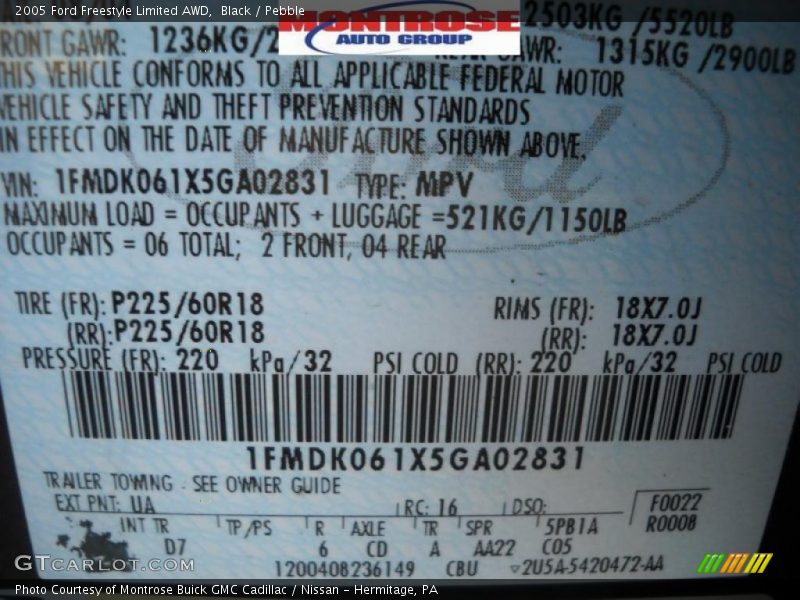 2005 Ford Freestyle Limited AWD, Black / Pebble
MONTROSE
AUTO GROUP
2503KG /5520LB
FRONT GAWR: 1236KG/2
REAR GAWR: 1315KG /2900LB
THIS VEHICLE CONFORMS TO ALL APPLICABLE FEDERAL MOTOR
VEHICLE SAFETY AND THEFT PREVENTION STANDARDS
IN EFFECT ON THE DATE OF MANUFACTURE SHOWN ABOVE.
VIN: 1FMDK061X5GA02831 TYPE: MPV
MAXIMUM LOAD = OCCUPANTS + LUGGAGE =521KG/1150LB
OCCUPANTS = 06 TOTAL; 2 FRONT, 04 REAR
TIRE (FR): P225/60R18 RIMS (FR): 18X7.0J
(RR): P225/60R18 (RR): 18X7.0J
PRESSURE (FR): 220 kPa/32 PSI COLD (RR): 220 kPa/32 PSI COLD
1FMDK061X5GA02831
TRAILER TOWING - SEE OWNER GUIDE
EXT PNT: UA RC: 16 DSO: F0022
INT TR TP/PS R AXLE TR SPR 5PB1A R0008
D7 6 CD A AA22 C05
1200408236149 CBU 2U5A-5420472-AA
GTcarlot.com
Photo Courtesy of Montrose Buick GMC Cadillac / Nissan - Hermitage, PA